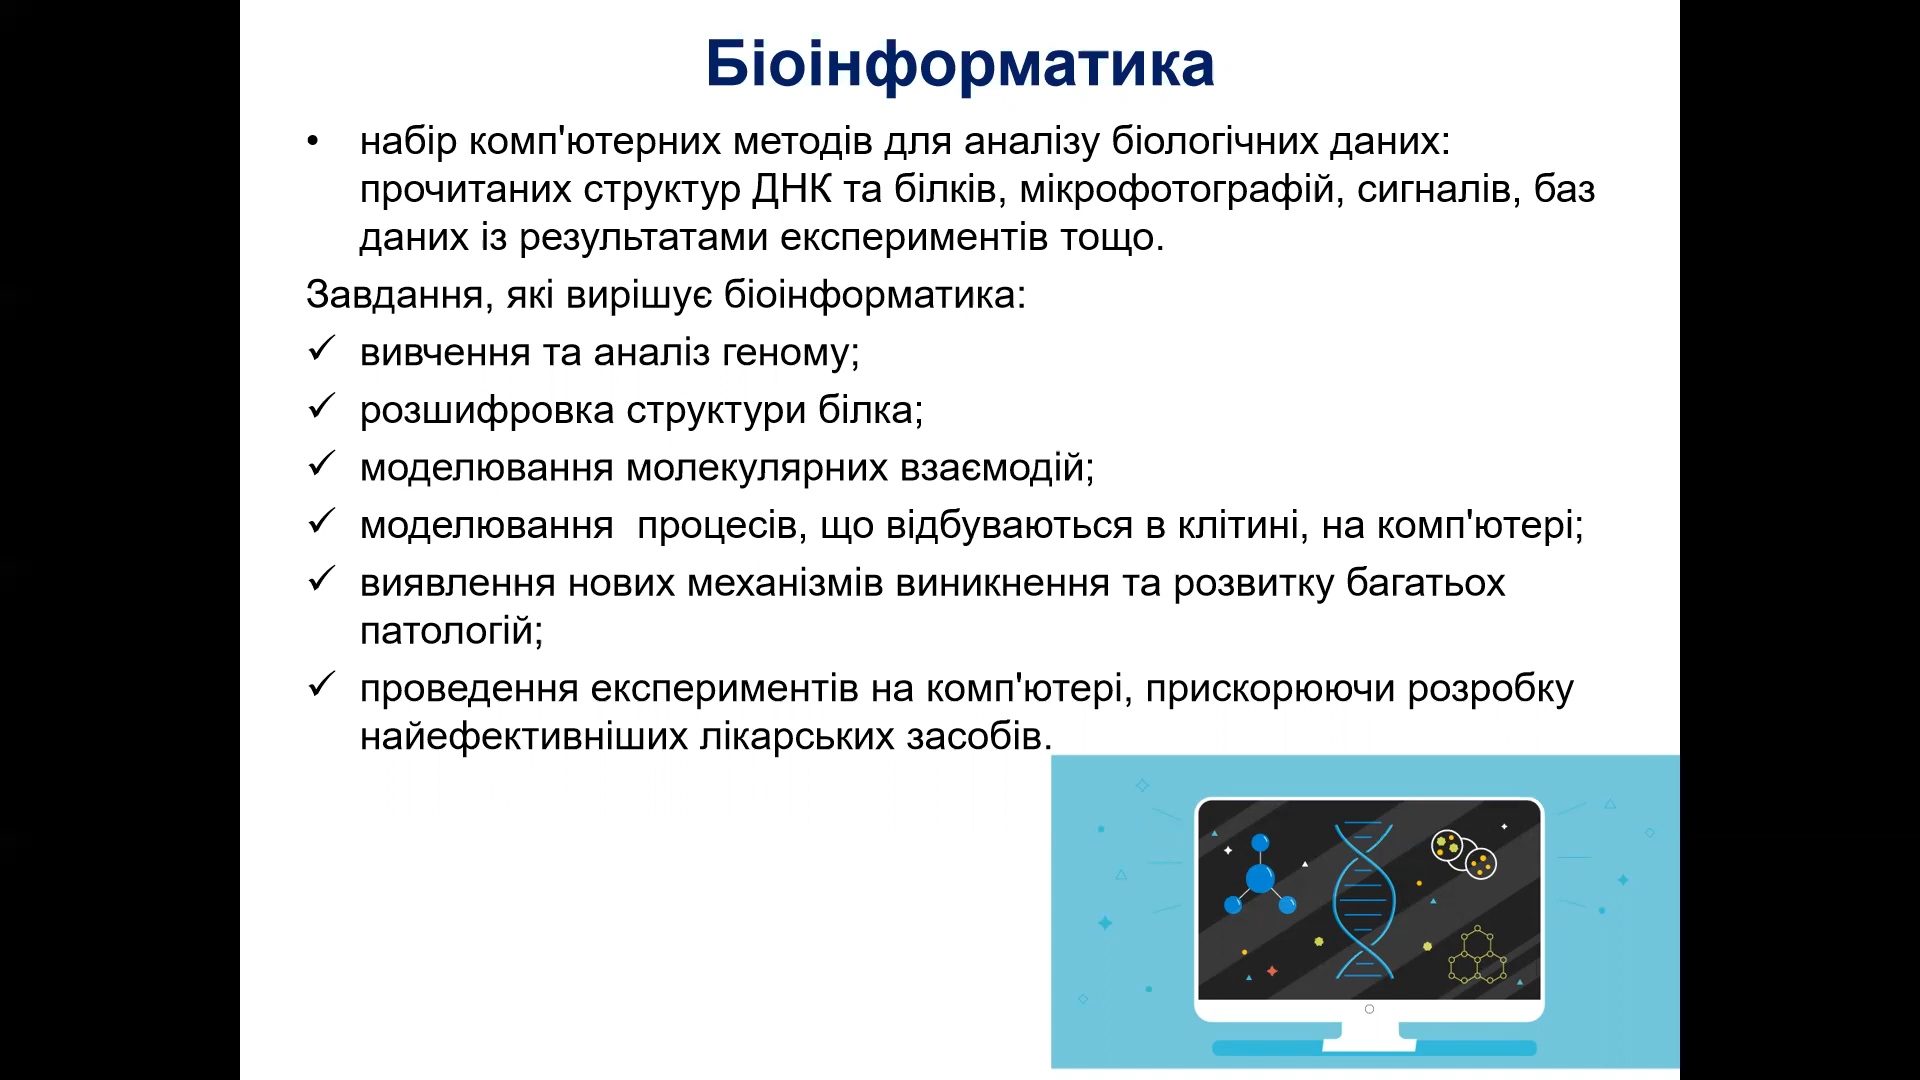 Біоінформатика
• набір комп'ютерних методів для аналізу біологічних даних:
прочитаних структур ДНК та білків, мікрофотографій, сигналів, баз
даних із результатами експериментів тощо.
Завдання, які вирішує біоінформатика:
✓ вивчення та аналіз геному;
✓ розшифровка структури білка;
✓ моделювання молекулярних взаємодій;
✓ моделювання  процесів, що відбуваються в клітині, на комп'ютері;
✓ виявлення нових механізмів виникнення та розвитку багатьох
патологій;
✓ проведення експериментів на комп'ютері, прискорюючи розробку
найефективніших лікарських засобів.